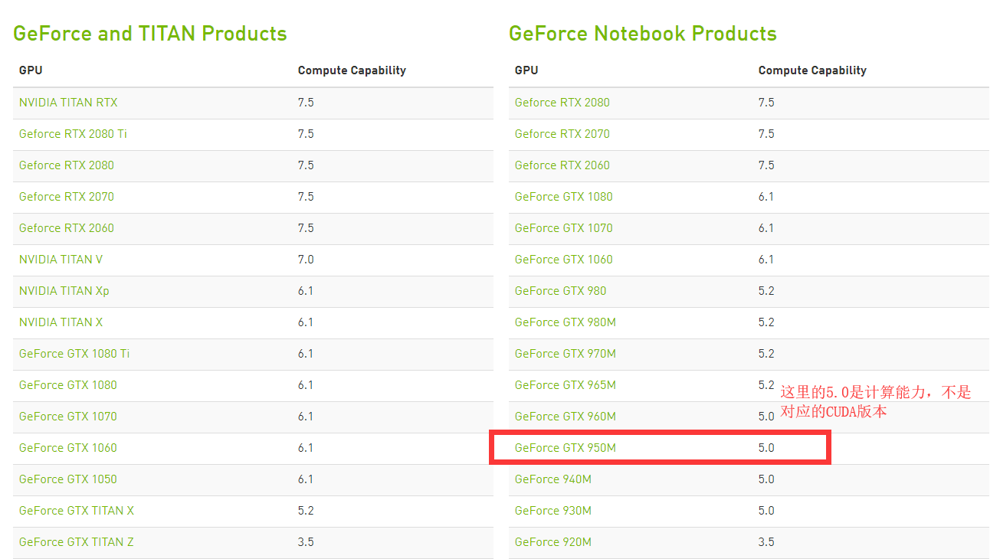 GeForce and TITAN Products
GPU Compute Capability
NVIDIA TITAN RTX 7.5
Geforce RTX 2080 Ti 7.5
Geforce RTX 2080 7.5
Geforce RTX 2070 7.5
Geforce RTX 2060 7.5
NVIDIA TITAN V 7.0
NVIDIA TITAN Xp 6.1
NVIDIA TITAN X 6.1
GeForce GTX 1080 Ti 6.1
GeForce GTX 1080 6.1
GeForce GTX 1070 6.1
GeForce GTX 1060 6.1
GeForce GTX 1050 6.1
GeForce GTX TITAN X 5.2
GeForce GTX TITAN Z 3.5
GeForce Notebook Products
GPU Compute Capability
Geforce RTX 2080 7.5
Geforce RTX 2070 7.5
Geforce RTX 2060 7.5
GeForce GTX 1080 6.1
GeForce GTX 1070 6.1
GeForce GTX 1060 6.1
GeForce GTX 980 5.2
GeForce GTX 980M 5.2
GeForce GTX 970M 5.2
GeForce GTX 965M 5.2
GeForce GTX 960M 5.0
GeForce GTX 950M 5.0
GeForce 940M 5.0
GeForce 930M 5.0
GeForce 920M 3.5
这里的5.0是计算能力，不是
对应的CUDA版本